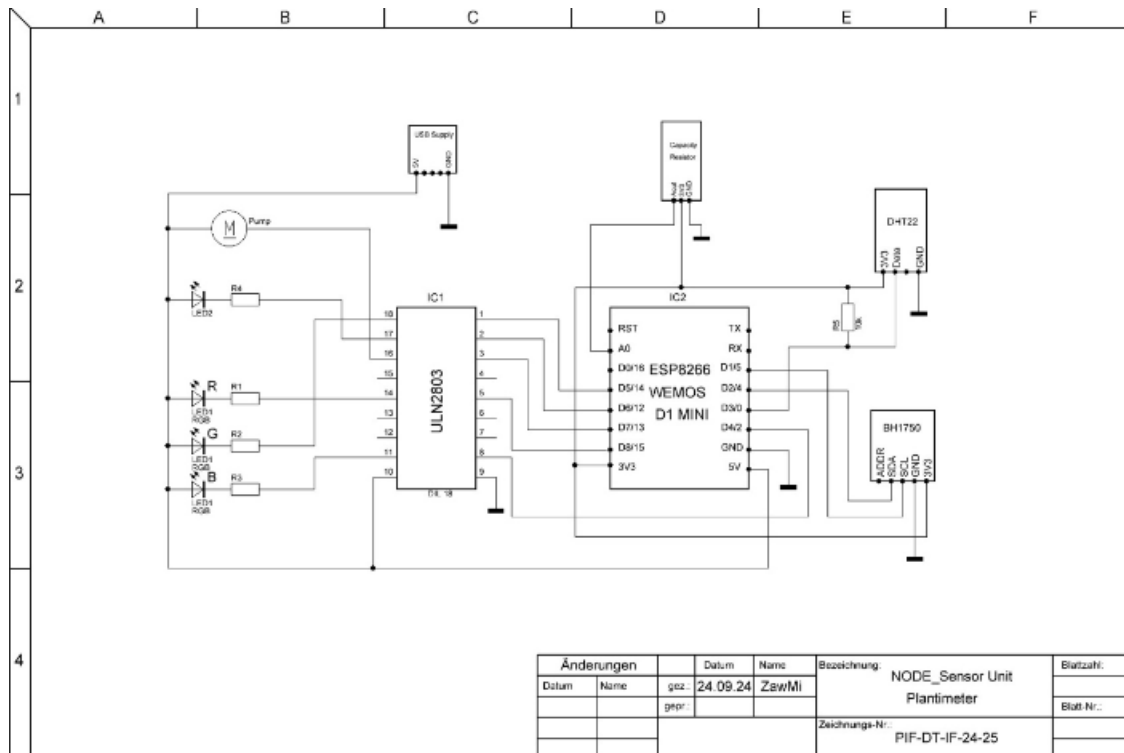 A B C D E F
1
2
3
4
USB Supply
5V
GND
M
Pump
LED2
R4
R
R1
LED1
RGB
G
R2
LED1
RGB
B
R3
LED1
RGB
IC1
ULN2803
18 1
17 2
16 3
15 4
14 5
13 6
12 7
11 8
10 9
DIL 18
Capacity
Resistor
Aout
3V3
GND
IC2
ESP8266
WEMOS
D1 MINI
RST TX
A0 RX
D0/16 D1/5
D5/14 D2/4
D6/12 D3/0
D7/13 D4/2
D8/15 GND
3V3 5V
R5
10k
DHT22
3V3
Data
GND
BH1750
ADDR
SDA
SCL
GND
3V3
Änderungen Datum Name Bezeichnung: Blattzahl:
Datum Name gez.: 24.09.24 ZawMi NODE_Sensor Unit
gepr.: Plantimeter Blatt-Nr.:
Zeichnungs-Nr.:
PIF-DT-IF-24-25